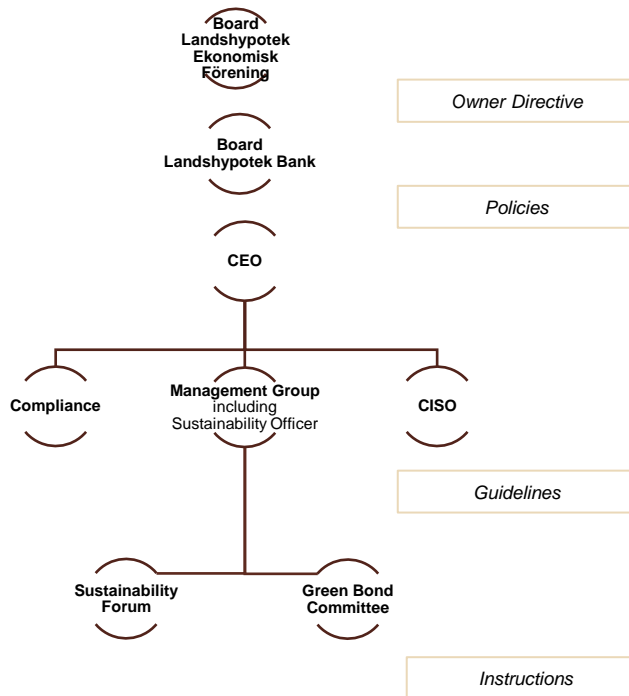 Board
Landshypotek
Ekonomisk
Förening
Owner Directive
Board
Landshypotek Bank
Policies
CEO
Compliance
Management Group
including
Sustainability Officer
CISO
Guidelines
Sustainability
Forum
Green Bond
Committee
Instructions